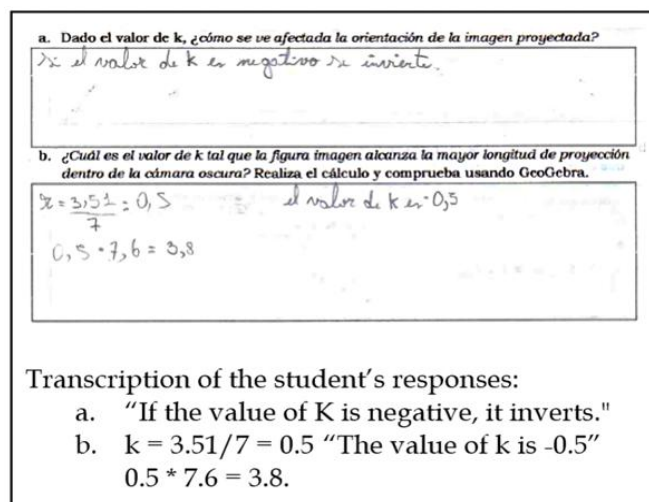 a. Dado el valor de k, ¿cómo se ve afectada la orientación de la imagen proyectada?
si el valor de k es negativo se invierte.
b. ¿Cuál es el valor de k tal que la figura imagen alcanza la mayor longitud de proyección
dentro de la cámara oscura? Realiza el cálculo y comprueba usando GeoGebra.
x = 3,51 / 7 = 0,5 el valor de k es -0,5
0,5 · 7,6 = 3,8
Transcription of the student's responses:
a. "If the value of K is negative, it inverts."
b. k = 3.51/7 = 0.5 "The value of k is -0.5"
0.5 * 7.6 = 3.8.